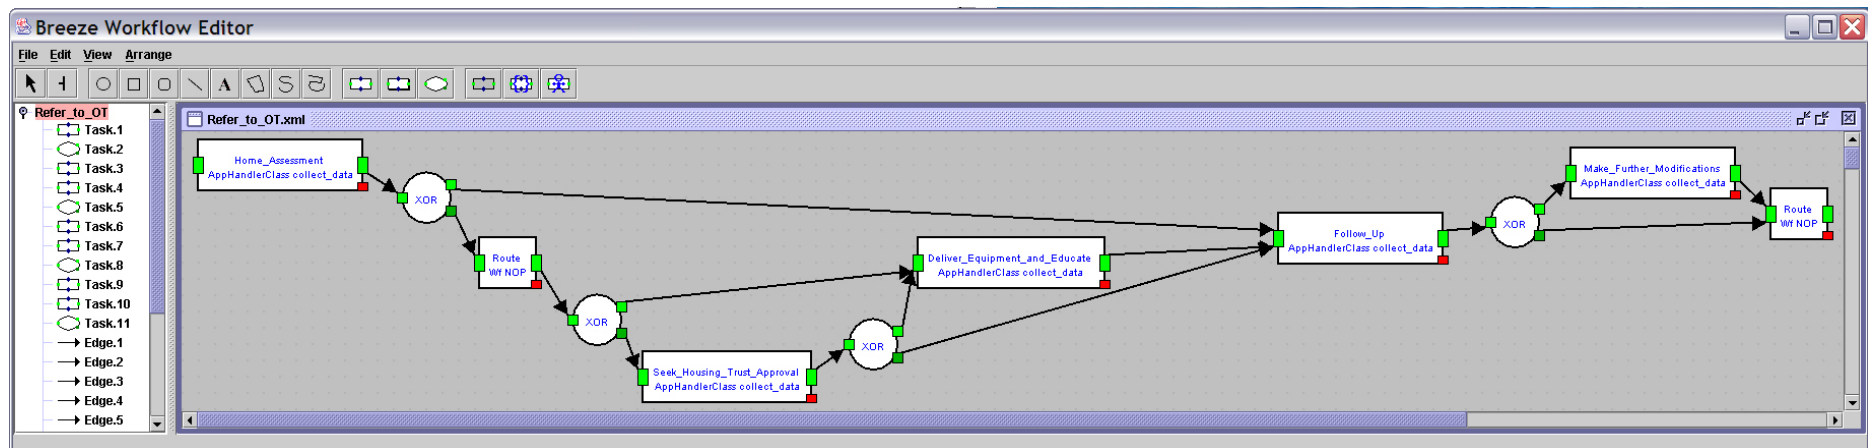 Breeze Workflow Editor
File Edit View Arrange
A
Refer_to_OT
Task.1
Task.2
Task.3
Task.4
Task.5
Task.6
Task.7
Task.8
Task.9
Task.10
Task.11
Edge.1
Edge.2
Edge.3
Edge.4
Edge.5
Refer_to_OT.xml
Home_Assessment
AppHandlerClass collect_data
XOR
Route
Wf NOP
XOR
Seek_Housing_Trust_Approval
AppHandlerClass collect_data
XOR
Deliver_Equipment_and_Educate
AppHandlerClass collect_data
Follow_Up
AppHandlerClass collect_data
XOR
Make_Further_Modifications
AppHandlerClass collect_data
Route
Wf NOP